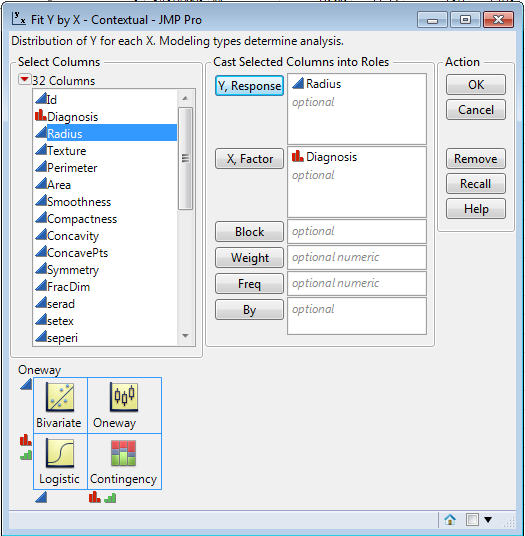 Fit Y by X - Contextual - JMP Pro
Distribution of Y for each X. Modeling types determine analysis.
Select Columns
32 Columns
Id
Diagnosis
Radius
Texture
Perimeter
Area
Smoothness
Compactness
Concavity
ConcavePts
Symmetry
FracDim
serad
setex
seperi
Cast Selected Columns into Roles
Y, Response
Radius
optional
X, Factor
Diagnosis
optional
Block
optional
Weight
optional numeric
Freq
optional numeric
By
optional
Action
OK
Cancel
Remove
Recall
Help
Oneway
Bivariate Oneway
Logistic Contingency